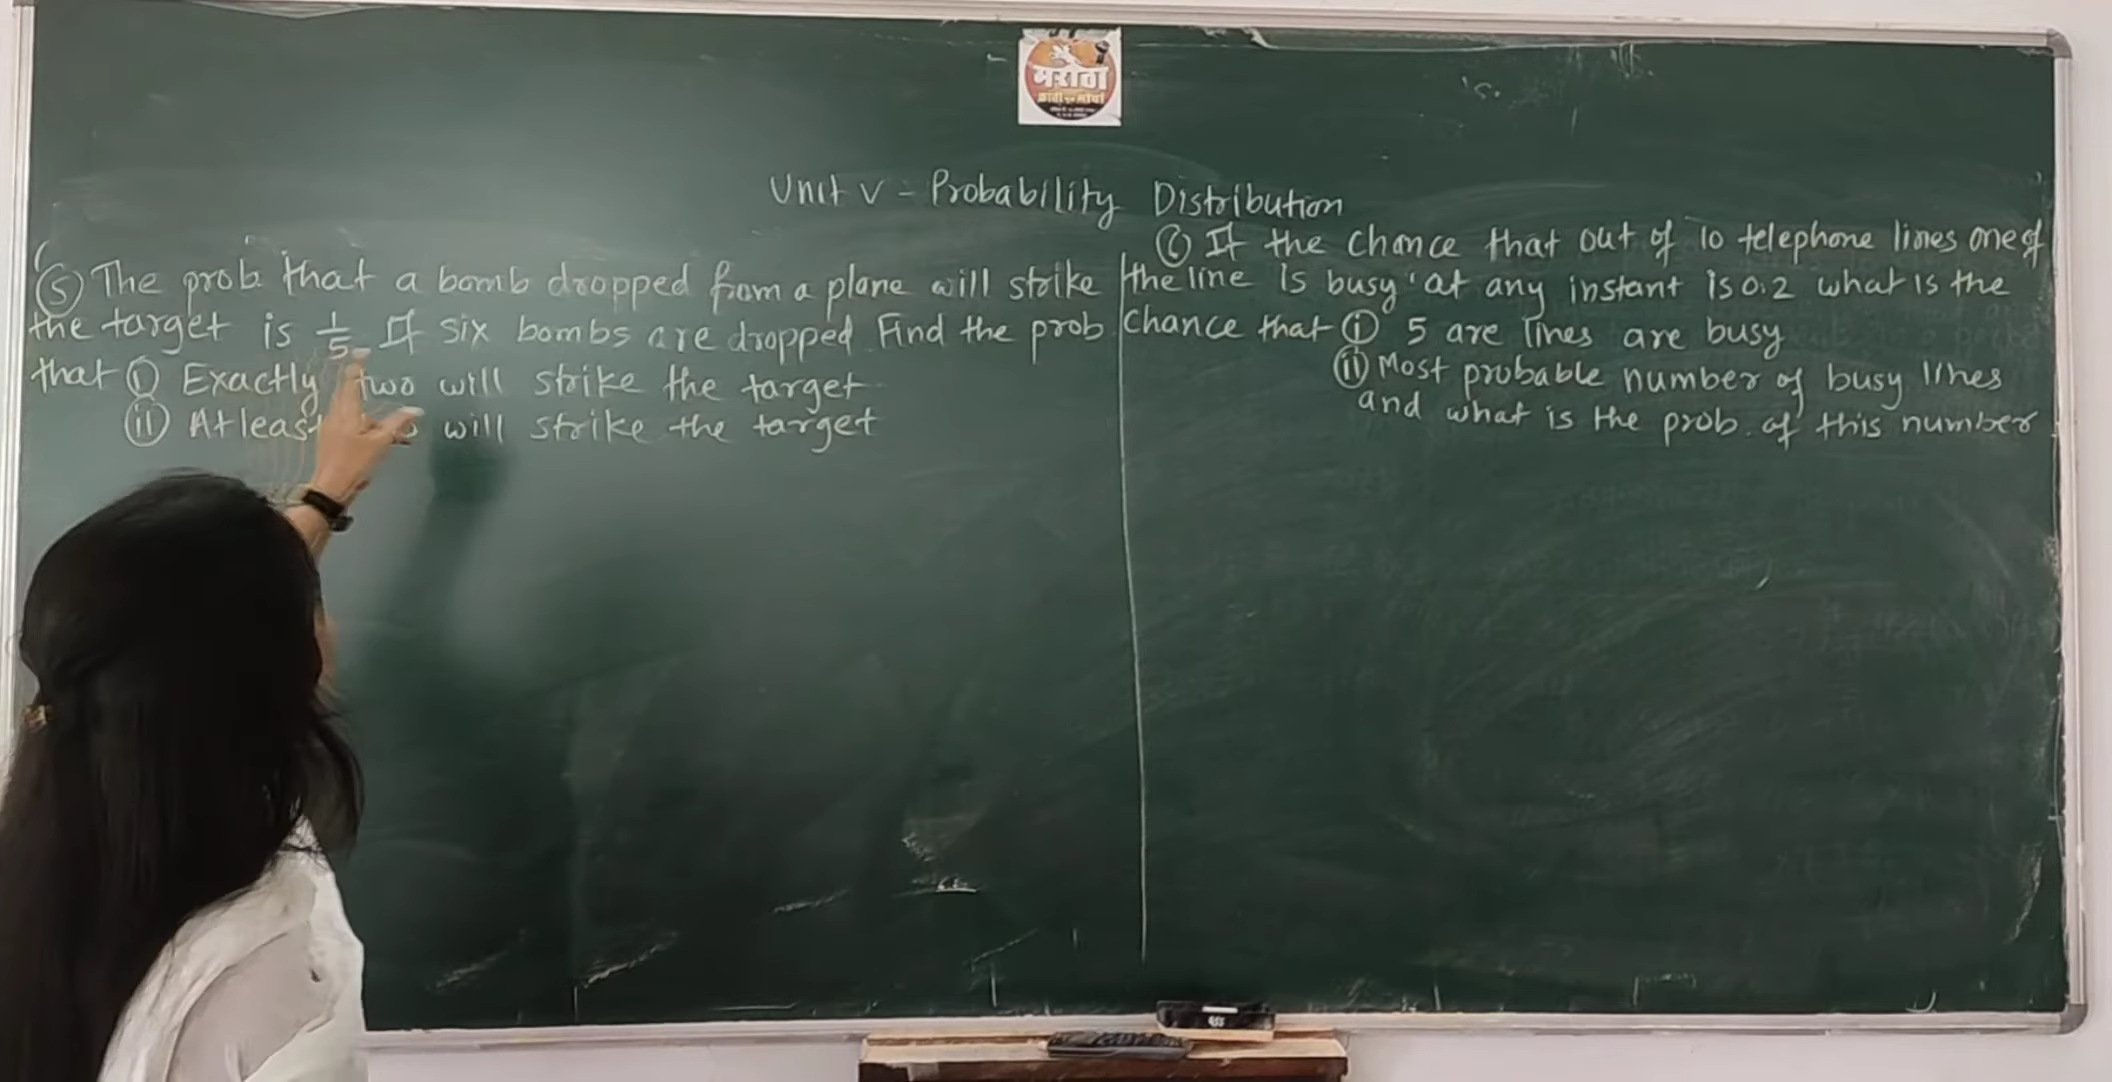 मराठा
क्रांती मोर्चा
Unit V - Probability Distribution
(5) The prob that a bomb dropped from a plane will strike
the target is 1/5 If six bombs are dropped Find the prob
that (i) Exactly two will strike the target
(ii) Atleast will strike the target
(6) If the chance that out of 10 telephone lines one of
the line is busy at any instant is 0.2 what is the
chance that (i) 5 are lines are busy
(ii) Most probable number of busy lines
and what is the prob. of this number